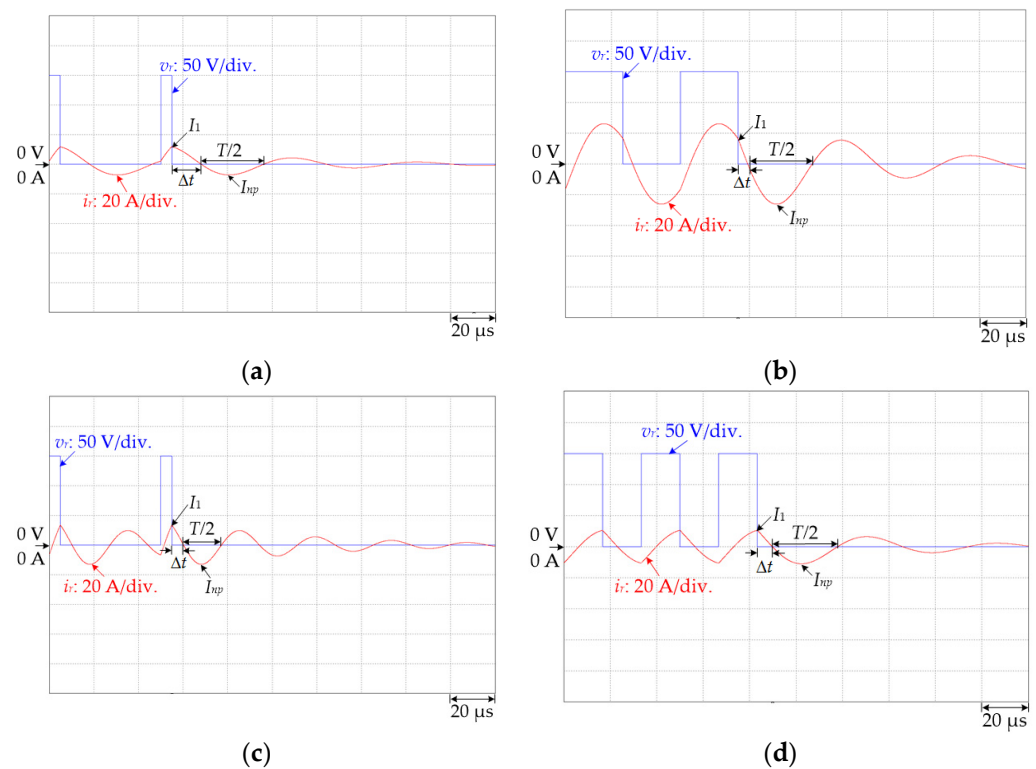 vr: 50 V/div.
I1
T/2
0 V
0 A
Δt
Inp
ir: 20 A/div.
20 µs
(a)
vr: 50 V/div.
I1
T/2
0 V
0 A
Δt
Inp
ir: 20 A/div.
20 µs
(b)
vr: 50 V/div.
I1
T/2
0 V
0 A
Δt
Inp
ir: 20 A/div.
20 µs
(c)
vr: 50 V/div.
I1
T/2
0 V
0 A
Δt
Inp
ir: 20 A/div.
20 µs
(d)